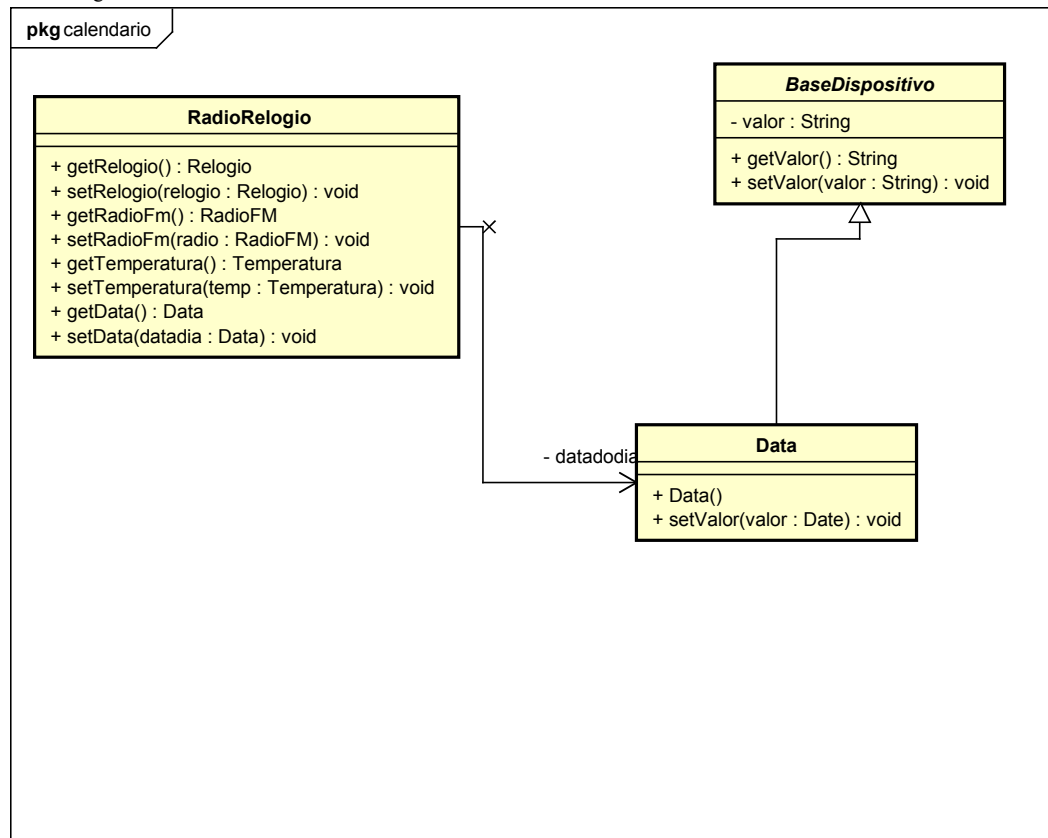 pkg calendario
RadioRelogio
+ getRelogio() : Relogio
+ setRelogio(relogio : Relogio) : void
+ getRadioFm() : RadioFM
+ setRadioFm(radio : RadioFM) : void
+ getTemperatura() : Temperatura
+ setTemperatura(temp : Temperatura) : void
+ getData() : Data
+ setData(datadia : Data) : void
BaseDispositivo
- valor : String
+ getValor() : String
+ setValor(valor : String) : void
- datadodia
Data
+ Data()
+ setValor(valor : Date) : void